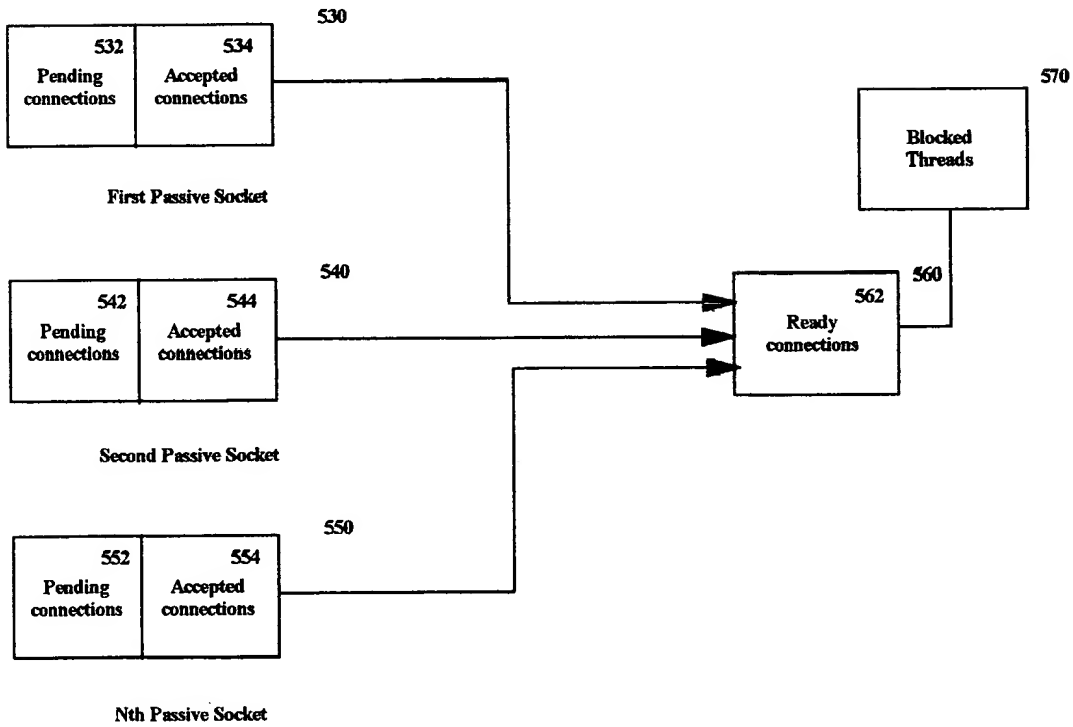 530
532
534
Pending
connections
Accepted
connections
First Passive Socket
570
Blocked
Threads
540
542
544
Pending
connections
Accepted
connections
Second Passive Socket
560
562
Ready
connections
550
552
554
Pending
connections
Accepted
connections
Nth Passive Socket